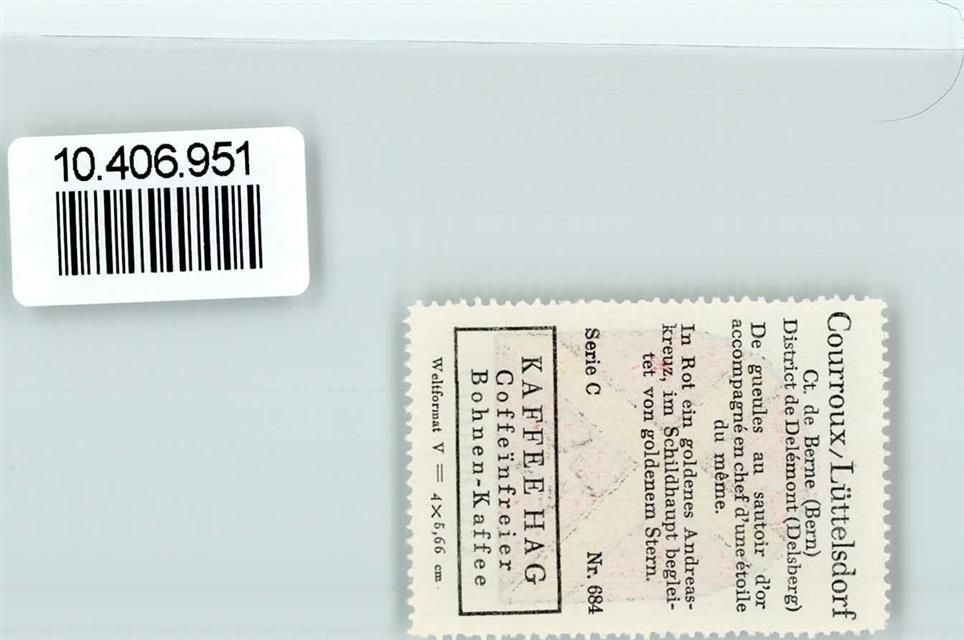 10.406.951
Courroux/Lüttelsdorf
Ct. de Berne (Bern)
District de Delémont (Delsberg)
De gueules au sautoir d'or
accompagné en chef d'une étoile
du même.
In Rot ein goldenes Andreas-
kreuz, im Schildhaupt beglei-
tet von goldenem Stern.
Serie C Nr. 684
KAFFEE HAG
Coffeïnfreier
Bohnen-Kaffee
Weltformat V = 4×5,66 cm